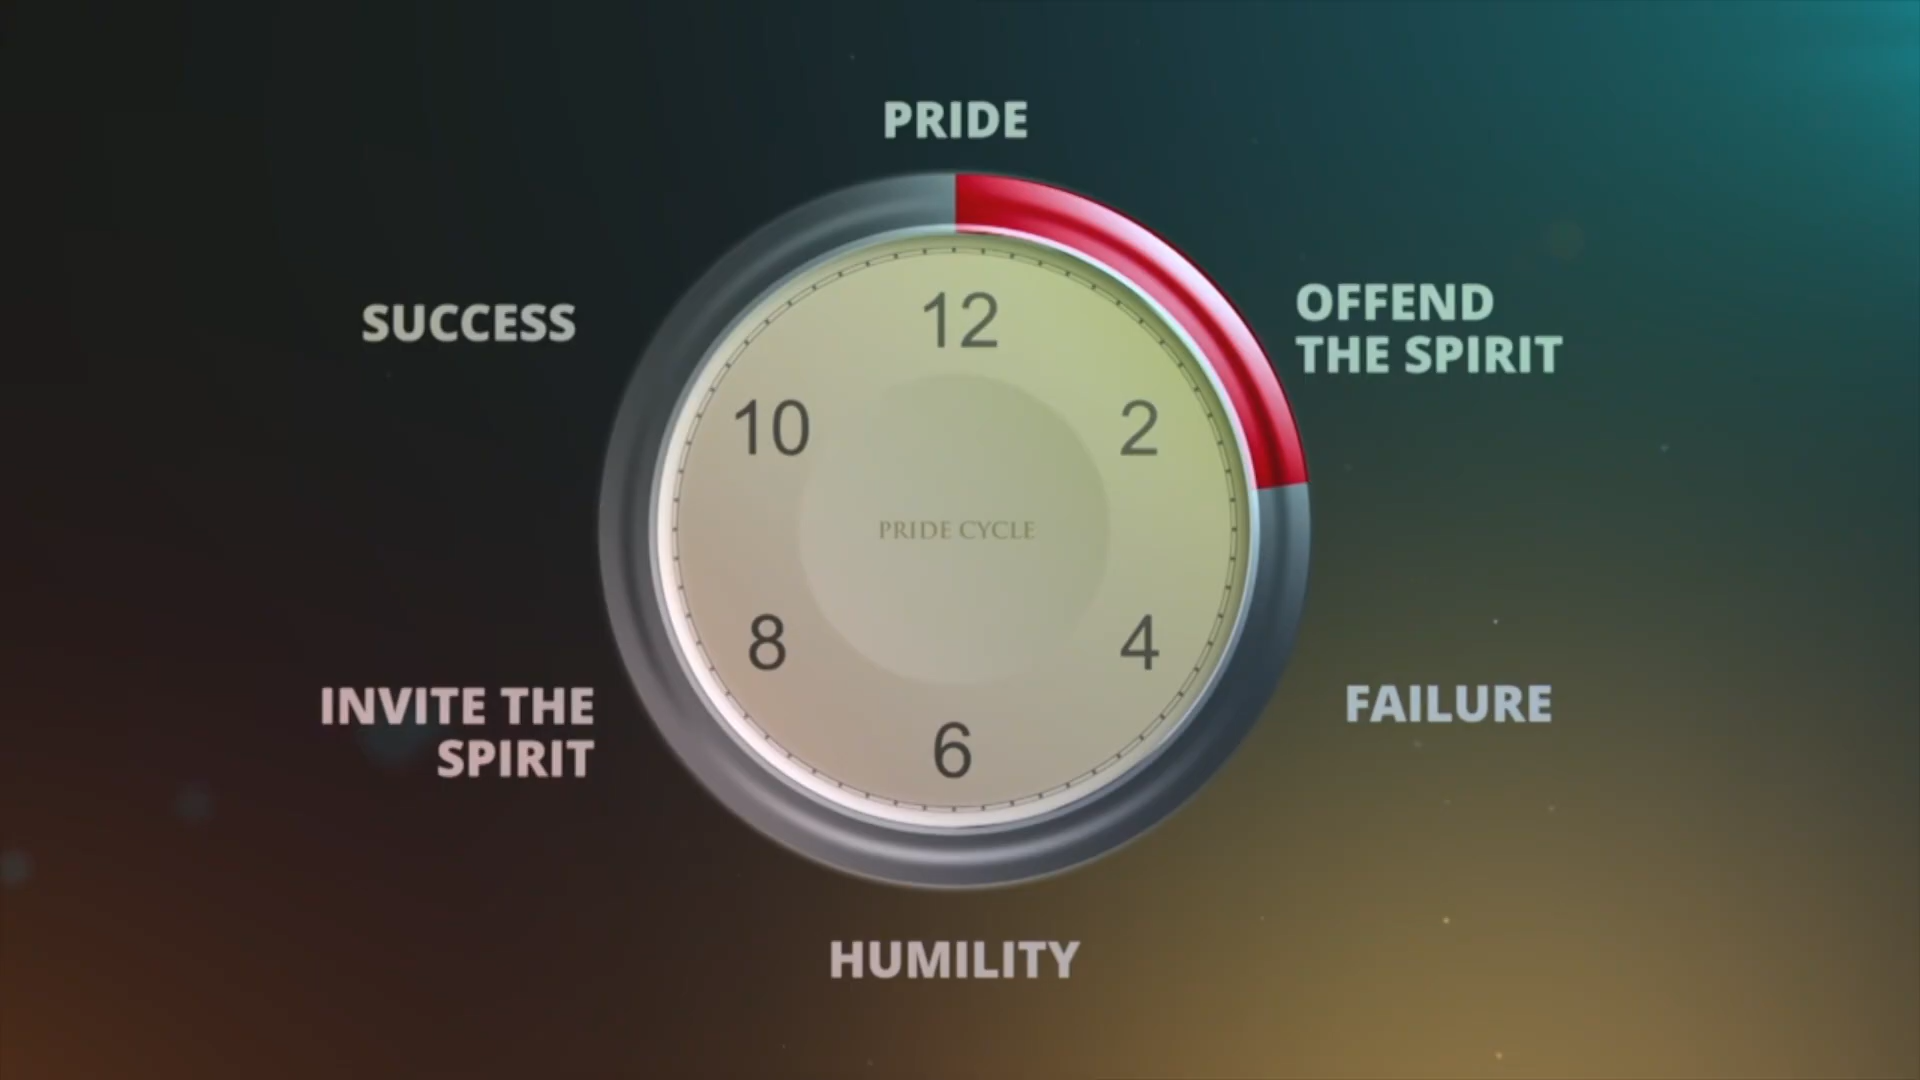 PRIDE
OFFEND
THE SPIRIT
SUCCESS
12
10
2
PRIDE CYCLE
8
4
6
INVITE THE
SPIRIT
FAILURE
HUMILITY